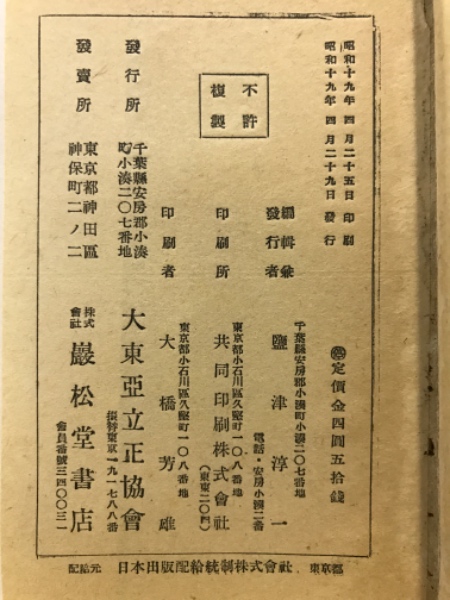 昭和十九年四月二十五日印刷
昭和十九年四月二十九日發行
定價金四圓五拾錢
不許
複製
編輯兼
發行者
千葉縣安房郡小湊町小湊二〇七番地
鹽津淳一
電話・安房小湊二番
印刷所
東京都小石川區久堅町一〇八番地
共同印刷株式會社
(東東二〇四)
印刷者
東京都小石川區久堅町一〇八番地
大橋芳雄
發行所
千葉縣安房郡小湊
町小湊二〇七番地
大東亞立正協會
振替東京一九一七八八番
發賣所
東京都神田區
神保町二ノ二
株式
會社
巖松堂書店
會員番號三四〇〇三一
配給元 日本出版配給統制株式會社 東京都